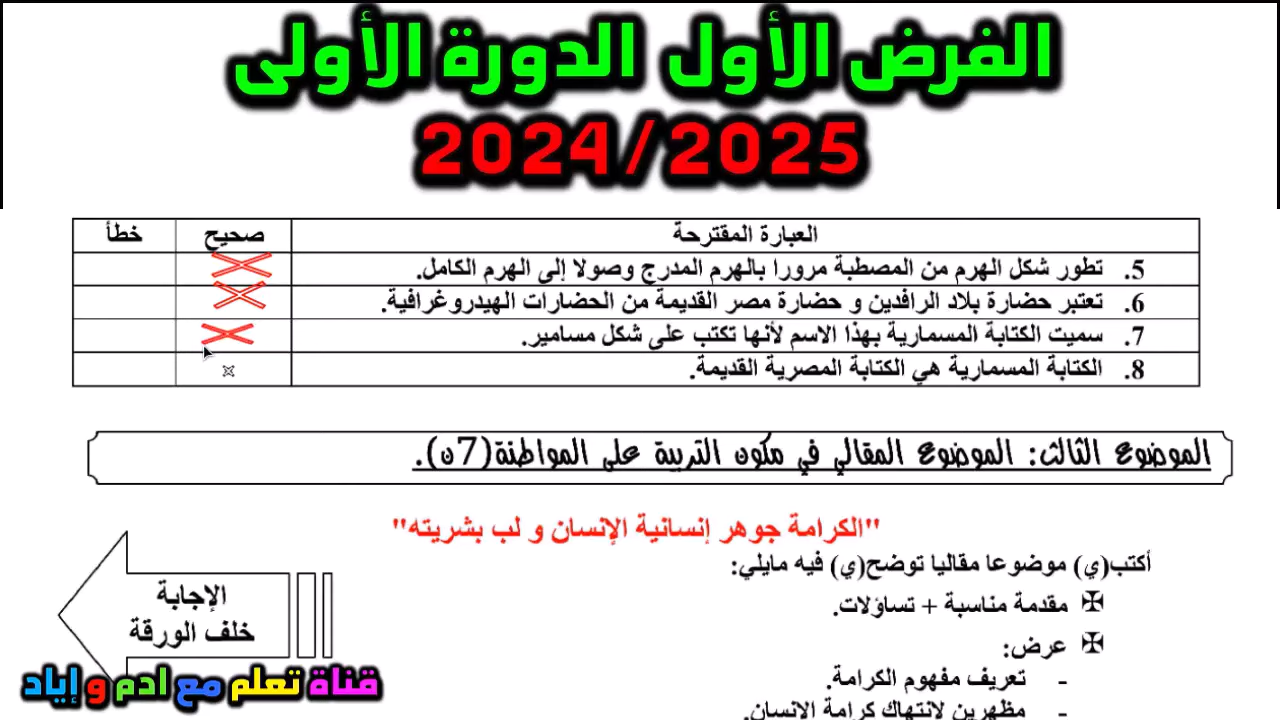 الفرض الأول الدورة الأولى
2024/2025
العبارة المقترحة صحيح خطأ
5. تطور شكل الهرم من المصطبة مرورا بالهرم المدرج وصولا إلى الهرم الكامل.
6. تعتبر حضارة بلاد الرافدين و حضارة مصر القديمة من الحضارات الهيدروغرافية.
7. سميت الكتابة المسمارية بهذا الاسم لأنها تكتب على شكل مسامير.
8. الكتابة المسمارية هي الكتابة المصرية القديمة.
الموضوع الثالث: الموضوع المقالي في مكون التربية على المواطنة(7ن).
"الكرامة جوهر إنسانية الإنسان و لب بشريته"
أكتب(ي) موضوعا مقاليا توضح(ي) فيه مايلي:
مقدمة مناسبة + تساؤلات.
عرض:
- تعريف مفهوم الكرامة.
- مظهرين لانتهاك كرامة الانسان.
الإجابة
خلف الورقة
قناة تعلم مع ادم و إياد